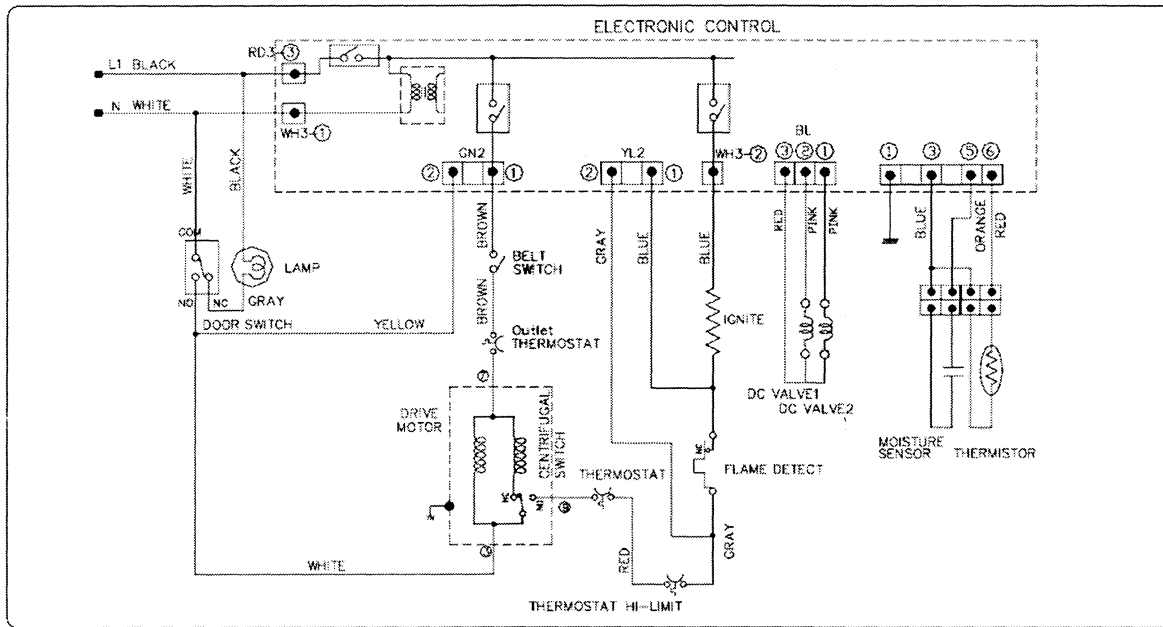 ELECTRONIC CONTROL
RD3-③
L1 BLACK
N WHITE
WH3-①
BL
② GN2 ①
② YL2 ①
WH3-②
③ ② ①
① ③ ⑤ ⑥
WHITE
BLACK
BROWN
GRAY
BLUE
BLUE
RED
PINK
PINK
BLUE
ORANGE
RED
COM
LAMP
BELT
SWITCH
NO
NC
GRAY
DOOR SWITCH
YELLOW
BROWN
IGNITE
Outlet
THERMOSTAT
DC VALVE1
DC VALVE2
DRIVE
MOTOR
CENTRIFUGAL
SWITCH
MOISTURE
SENSOR
THERMISTOR
NC
FLAME DETECT
THERMOSTAT
NC
NO
WHITE
RED
GRAY
THERMOSTAT HI-LIMIT